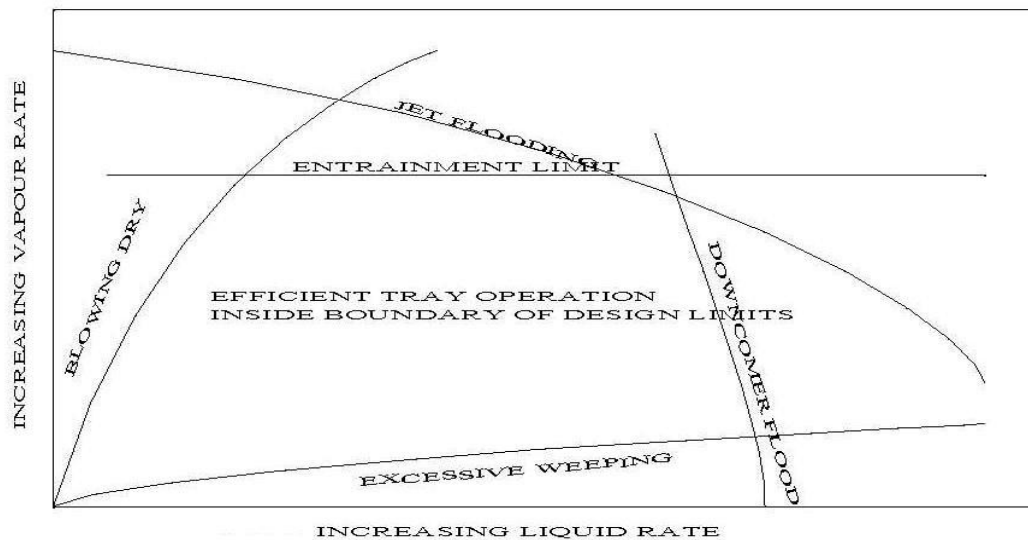 INCREASING VAPOUR RATE
JET FLOODING
ENTRAINMENT LIMIT
BLOWING DRY
EFFICIENT TRAY OPERATION
INSIDE BOUNDARY OF DESIGN LIMITS
DOWNCOMER FLOOD
EXCESSIVE WEEPING
INCREASING LIQUID RATE